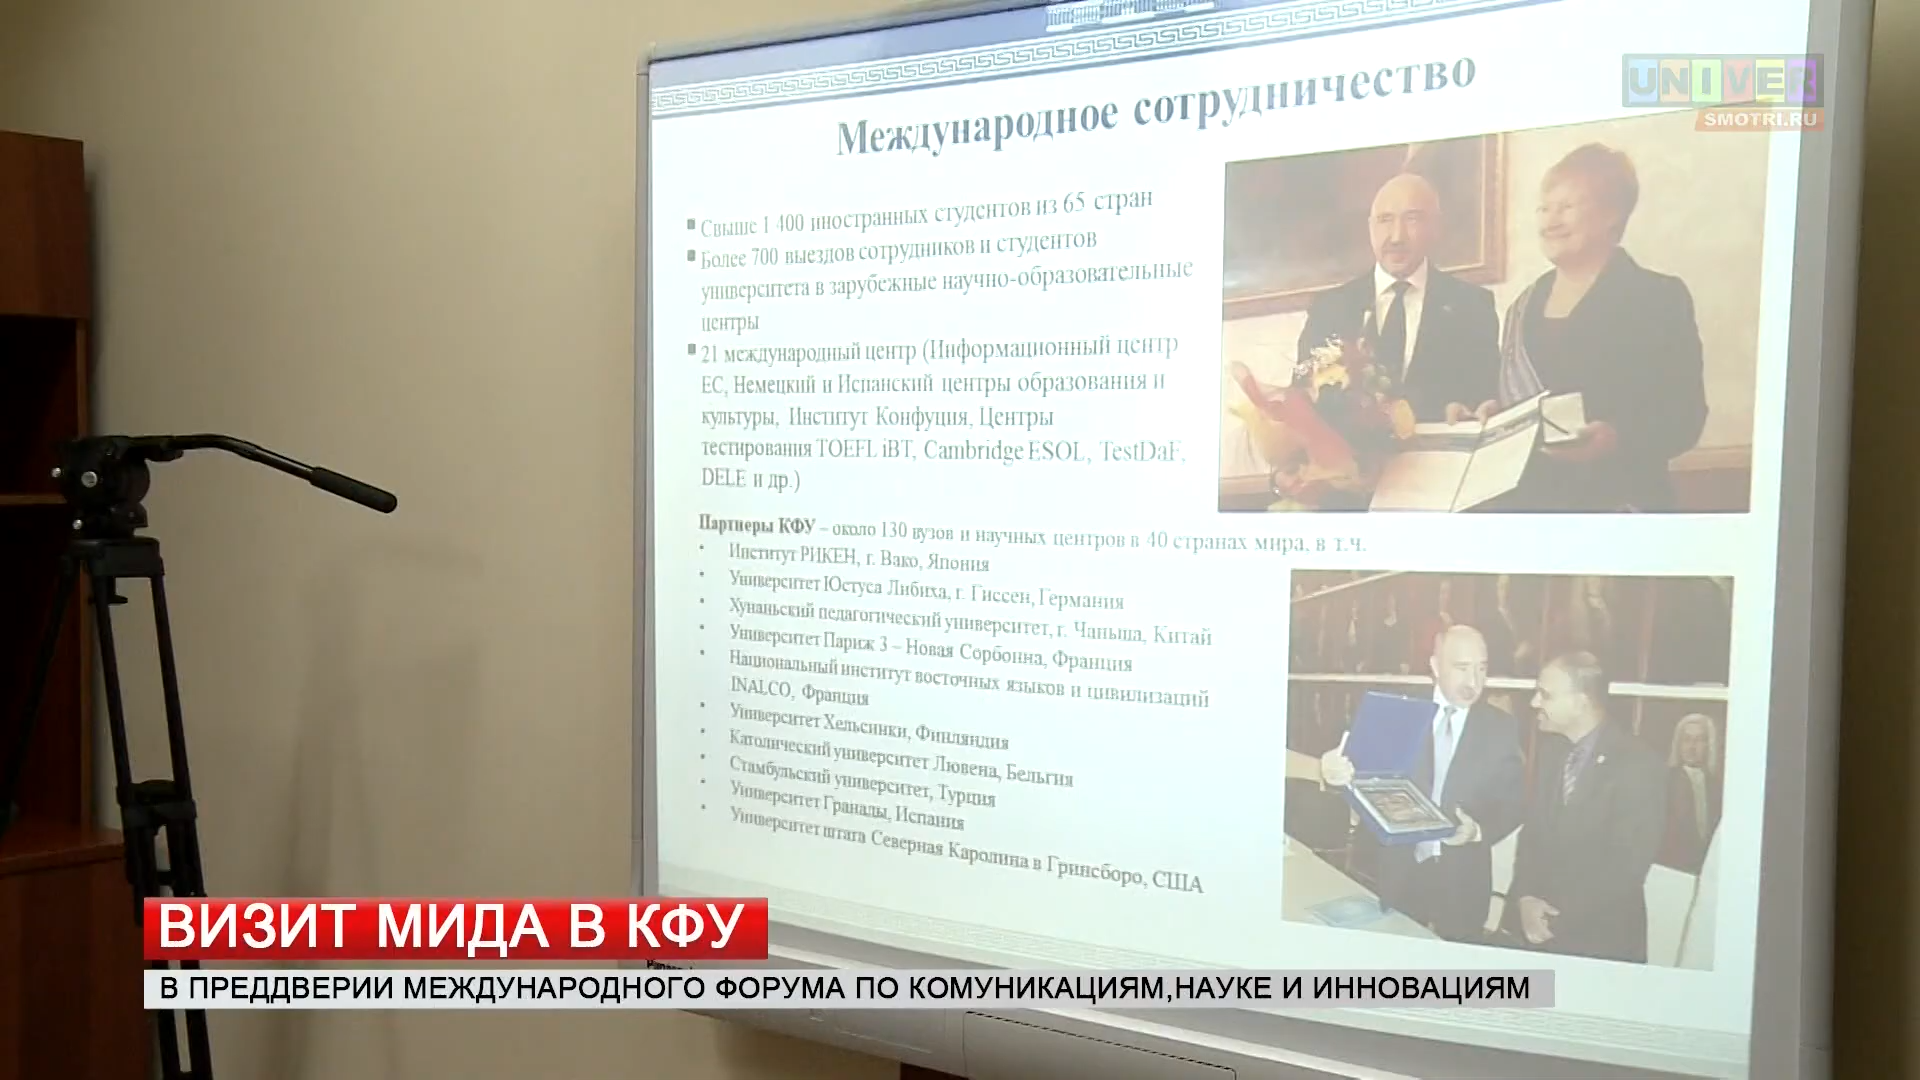 UNIVER
SMOTRI.RU
Международное сотрудничество
Свыше 1 400 иностранных студентов из 65 стран
Более 700 выездов сотрудников и студентов
университета в зарубежные научно-образовательные
центры
21 международный центр (Информационный центр
ЕС, Немецкий и Испанский центры образования и
культуры, Институт Конфуция, Центры
тестирования TOEFL iBT, Cambridge ESOL, TestDaF,
DELE и др.)
Партнеры КФУ – около 130 вузов и научных центров в 40 странах мира, в т.ч.
• Институт РИКЕН, г. Вако, Япония
• Университет Юстуса Либиха, г. Гиссен, Германия
• Хунаньский педагогический университет, г. Чаньша, Китай
• Университет Париж 3 – Новая Сорбонна, Франция
• Национальный институт восточных языков и цивилизаций
INALCO, Франция
• Университет Хельсинки, Финляндия
• Католический университет Лювена, Бельгия
• Стамбульский университет, Турция
• Университет Гранады, Испания
• Университет штата Северная Каролина в Гринсборо, США
ВИЗИТ МИДА В КФУ
В ПРЕДДВЕРИИ МЕЖДУНАРОДНОГО ФОРУМА ПО КОМУНИКАЦИЯМ,НАУКЕ И ИННОВАЦИЯМ